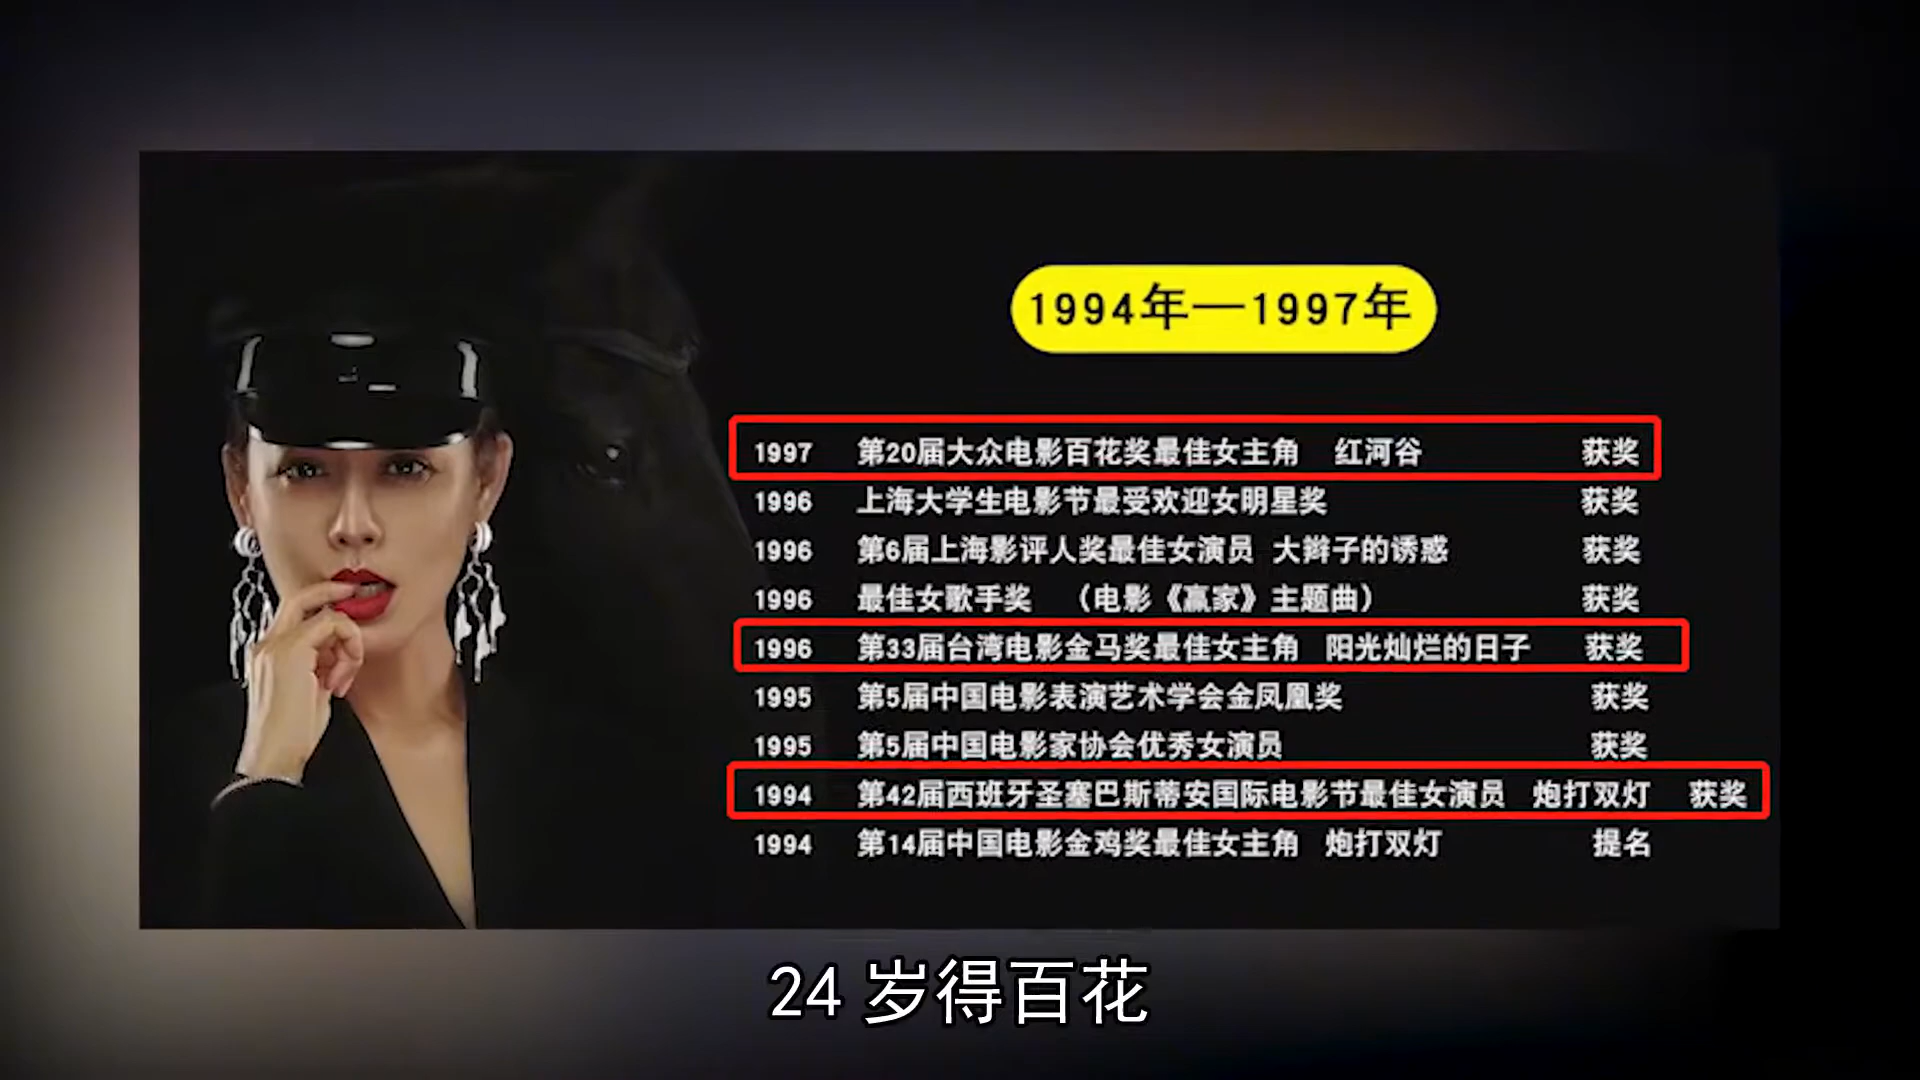 1994年—1997年
1997 第20届大众电影百花奖最佳女主角 红河谷 获奖
1996 上海大学生电影节最受欢迎女明星奖 获奖
1996 第6届上海影评人奖最佳女演员 大辫子的诱惑 获奖
1996 最佳女歌手奖 （电影《赢家》主题曲） 获奖
1996 第33届台湾电影金马奖最佳女主角 阳光灿烂的日子 获奖
1995 第5届中国电影表演艺术学会金凤凰奖 获奖
1995 第5届中国电影家协会优秀女演员 获奖
1994 第42届西班牙圣塞巴斯蒂安国际电影节最佳女演员 炮打双灯 获奖
1994 第14届中国电影金鸡奖最佳女主角 炮打双灯 提名
24 岁得百花